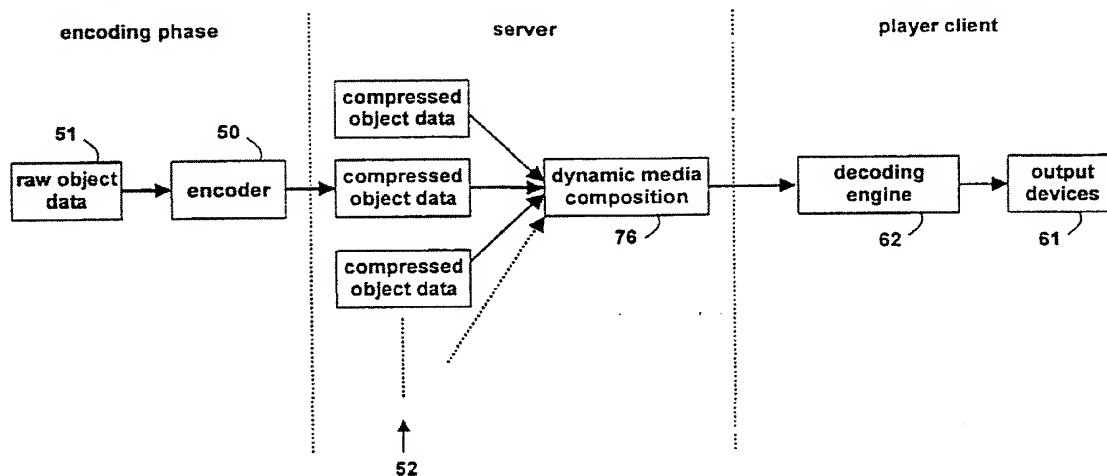 encoding phase
server
player client
51
raw object
data
50
encoder
compressed
object data
compressed
object data
compressed
object data
52
dynamic media
composition
76
decoding
engine
62
output
devices
61